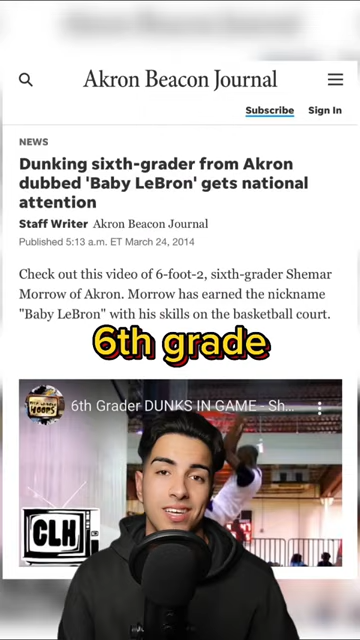 Akron Beacon Journal
Subscribe Sign In
NEWS
Dunking sixth-grader from Akron
dubbed 'Baby LeBron' gets national
attention
Staff Writer Akron Beacon Journal
Published 5:13 a.m. ET March 24, 2014
Check out this video of 6-foot-2, sixth-grader Shemar
Morrow of Akron. Morrow has earned the nickname
"Baby LeBron" with his skills on the basketball court.
6th grade
6th Grader DUNKS IN GAME - Sh...
HOOPS
CLH